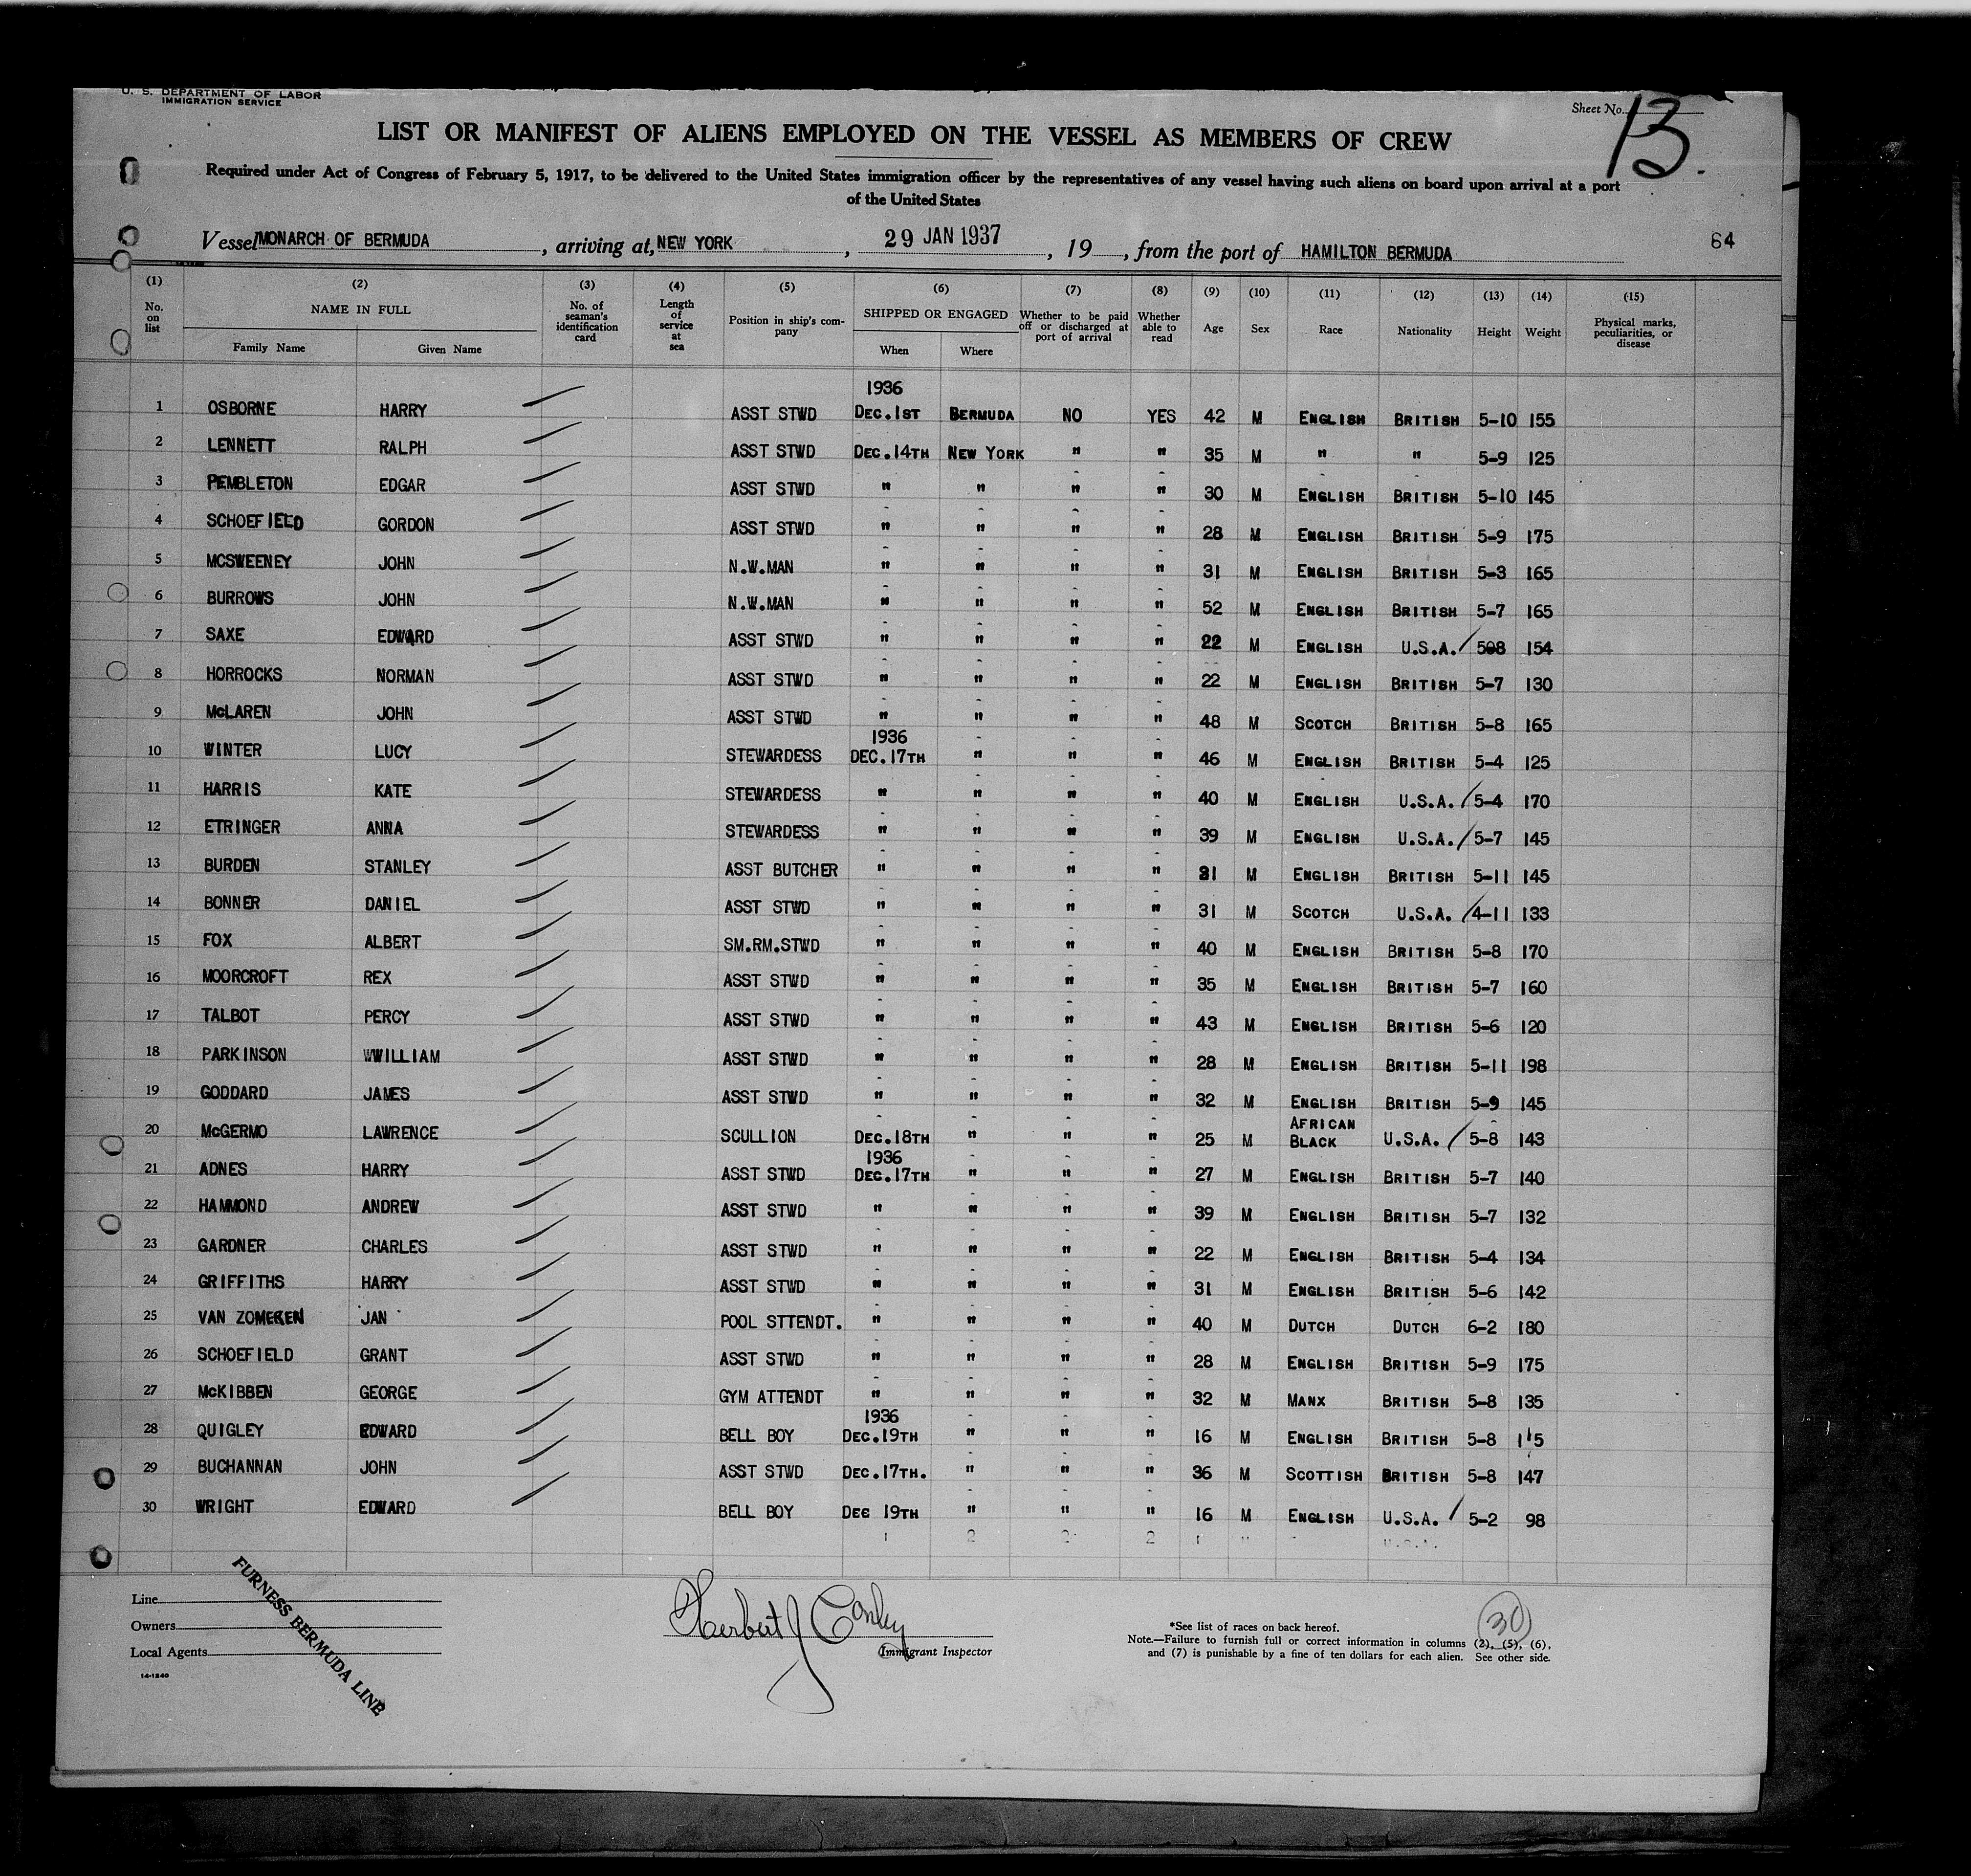 U. S. DEPARTMENT OF LABOR
IMMIGRATION SERVICE
Sheet No. 13.
LIST OR MANIFEST OF ALIENS EMPLOYED ON THE VESSEL AS MEMBERS OF CREW
Required under Act of Congress of February 5, 1917, to be delivered to the United States immigration officer by the representatives of any vessel having such aliens on board upon arrival at a port
of the United States
Vessel MONARCH OF BERMUDA, arriving at, NEW YORK, 29 JAN 1937, 19, from the port of HAMILTON BERMUDA 64
(1) (2) (3) (4) (5) (6) (7) (8) (9) (10) (11) (12) (13) (14) (15)
No. on list NAME IN FULL Family Name Given Name No. of seaman's identification card Length of service at sea Position in ship's company SHIPPED OR ENGAGED When Where Whether to be paid off or discharged at port of arrival Whether able to read Age Sex Race Nationality Height Weight Physical marks, peculiarities, or disease
1936
1 OSBORNE HARRY ASST STWD DEC.1ST BERMUDA NO YES 42 M ENGLISH BRITISH 5-10 155
2 LENNETT RALPH ASST STWD DEC.14TH NEW YORK " " 35 M " " 5-9 125
3 PEMBLETON EDGAR ASST STWD " " " " 30 M ENGLISH BRITISH 5-10 145
4 SCHOEFIELD GORDON ASST STWD " " " " 28 M ENGLISH BRITISH 5-9 175
5 MCSWEENEY JOHN N.W.MAN " " " " 31 M ENGLISH BRITISH 5-3 165
6 BURROWS JOHN N.W.MAN " " " " 52 M ENGLISH BRITISH 5-7 165
7 SAXE EDWARD ASST STWD " " " " 22 M ENGLISH U.S.A. 508 154
8 HORROCKS NORMAN ASST STWD " " " " 22 M ENGLISH BRITISH 5-7 130
9 McLAREN JOHN ASST STWD " " " " 48 M SCOTCH BRITISH 5-8 165
1936
10 WINTER LUCY STEWARDESS DEC.17TH " " " 46 M ENGLISH BRITISH 5-4 125
11 HARRIS KATE STEWARDESS " " " " 40 M ENGLISH U.S.A. 5-4 170
12 ETRINGER ANNA STEWARDESS " " " " 39 M ENGLISH U.S.A. 5-7 145
13 BURDEN STANLEY ASST BUTCHER " " " " 31 M ENGLISH BRITISH 5-11 145
14 BONNER DANIEL ASST STWD " " " " 31 M SCOTCH U.S.A. 4-11 133
15 FOX ALBERT SM.RM.STWD " " " " 40 M ENGLISH BRITISH 5-8 170
16 MOORCROFT REX ASST STWD " " " " 35 M ENGLISH BRITISH 5-7 160
17 TALBOT PERCY ASST STWD " " " " 43 M ENGLISH BRITISH 5-6 120
18 PARKINSON WWILLIAM ASST STWD " " " " 28 M ENGLISH BRITISH 5-11 198
19 GODDARD JAMES ASST STWD " " " " 32 M ENGLISH BRITISH 5-9 145
20 McGERMO LAWRENCE SCULLION DEC.18TH " " " 25 M AFRICAN BLACK U.S.A. 5-8 143
1936
21 ADNES HARRY ASST STWD DEC.17TH " " " 27 M ENGLISH BRITISH 5-7 140
22 HAMMOND ANDREW ASST STWD " " " " 39 M ENGLISH BRITISH 5-7 132
23 GARDNER CHARLES ASST STWD " " " " 22 M ENGLISH BRITISH 5-4 134
24 GRIFFITHS HARRY ASST STWD " " " " 31 M ENGLISH BRITISH 5-6 142
25 VAN ZOMEREN JAN POOL STTENDT. " " " " 40 M DUTCH DUTCH 6-2 180
26 SCHOEFIELD GRANT ASST STWD " " " " 28 M ENGLISH BRITISH 5-9 175
27 McKIBBEN GEORGE GYM ATTENDT " " " " 32 M MANX BRITISH 5-8 135
1936
28 QUIGLEY EDWARD BELL BOY DEC.19TH " " " 16 M ENGLISH BRITISH 5-8 115
29 BUCHANNAN JOHN ASST STWD DEC.17TH. " " " 36 M SCOTTISH BRITISH 5-8 147
30 WRIGHT EDWARD BELL BOY DEC 19TH " " " 16 M ENGLISH U.S.A. 5-2 98
Line
Owners
Local Agents
14-1240
FURNESS BERMUDA LINE
Herbert J Conley
Immigrant Inspector
30
*See list of races on back hereof.
Note.—Failure to furnish full or correct information in columns (2), (5), (6),
and (7) is punishable by a fine of ten dollars for each alien. See other side.